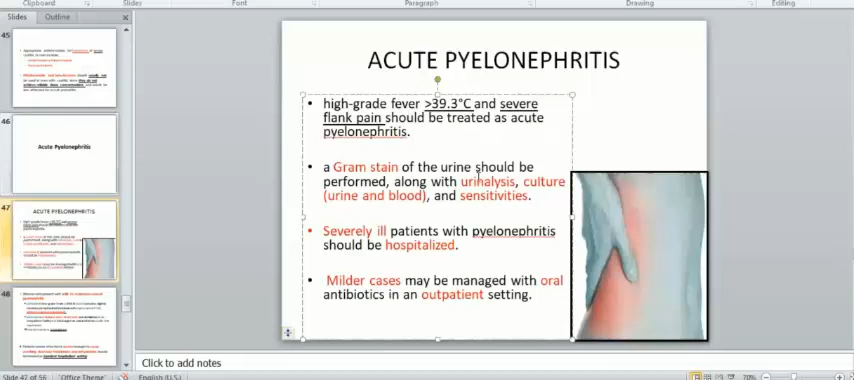 Clipboard
Slides
Font
Paragraph
Drawing
Editing
Slides
Outline
45
46
Acute Pyelonephritis
47
ACUTE PYELONEPHRITIS
48
ACUTE PYELONEPHRITIS
• high-grade fever >39.3°C and severe
flank pain should be treated as acute
pyelonephritis.
• a Gram stain of the urine should be
performed, along with urinalysis, culture
(urine and blood), and sensitivities.
• Severely ill patients with pyelonephritis
should be hospitalized.
• Milder cases may be managed with oral
antibiotics in an outpatient setting.
Click to add notes
Slide 47 of 56
"Office Theme"
English (U.S.)
70%